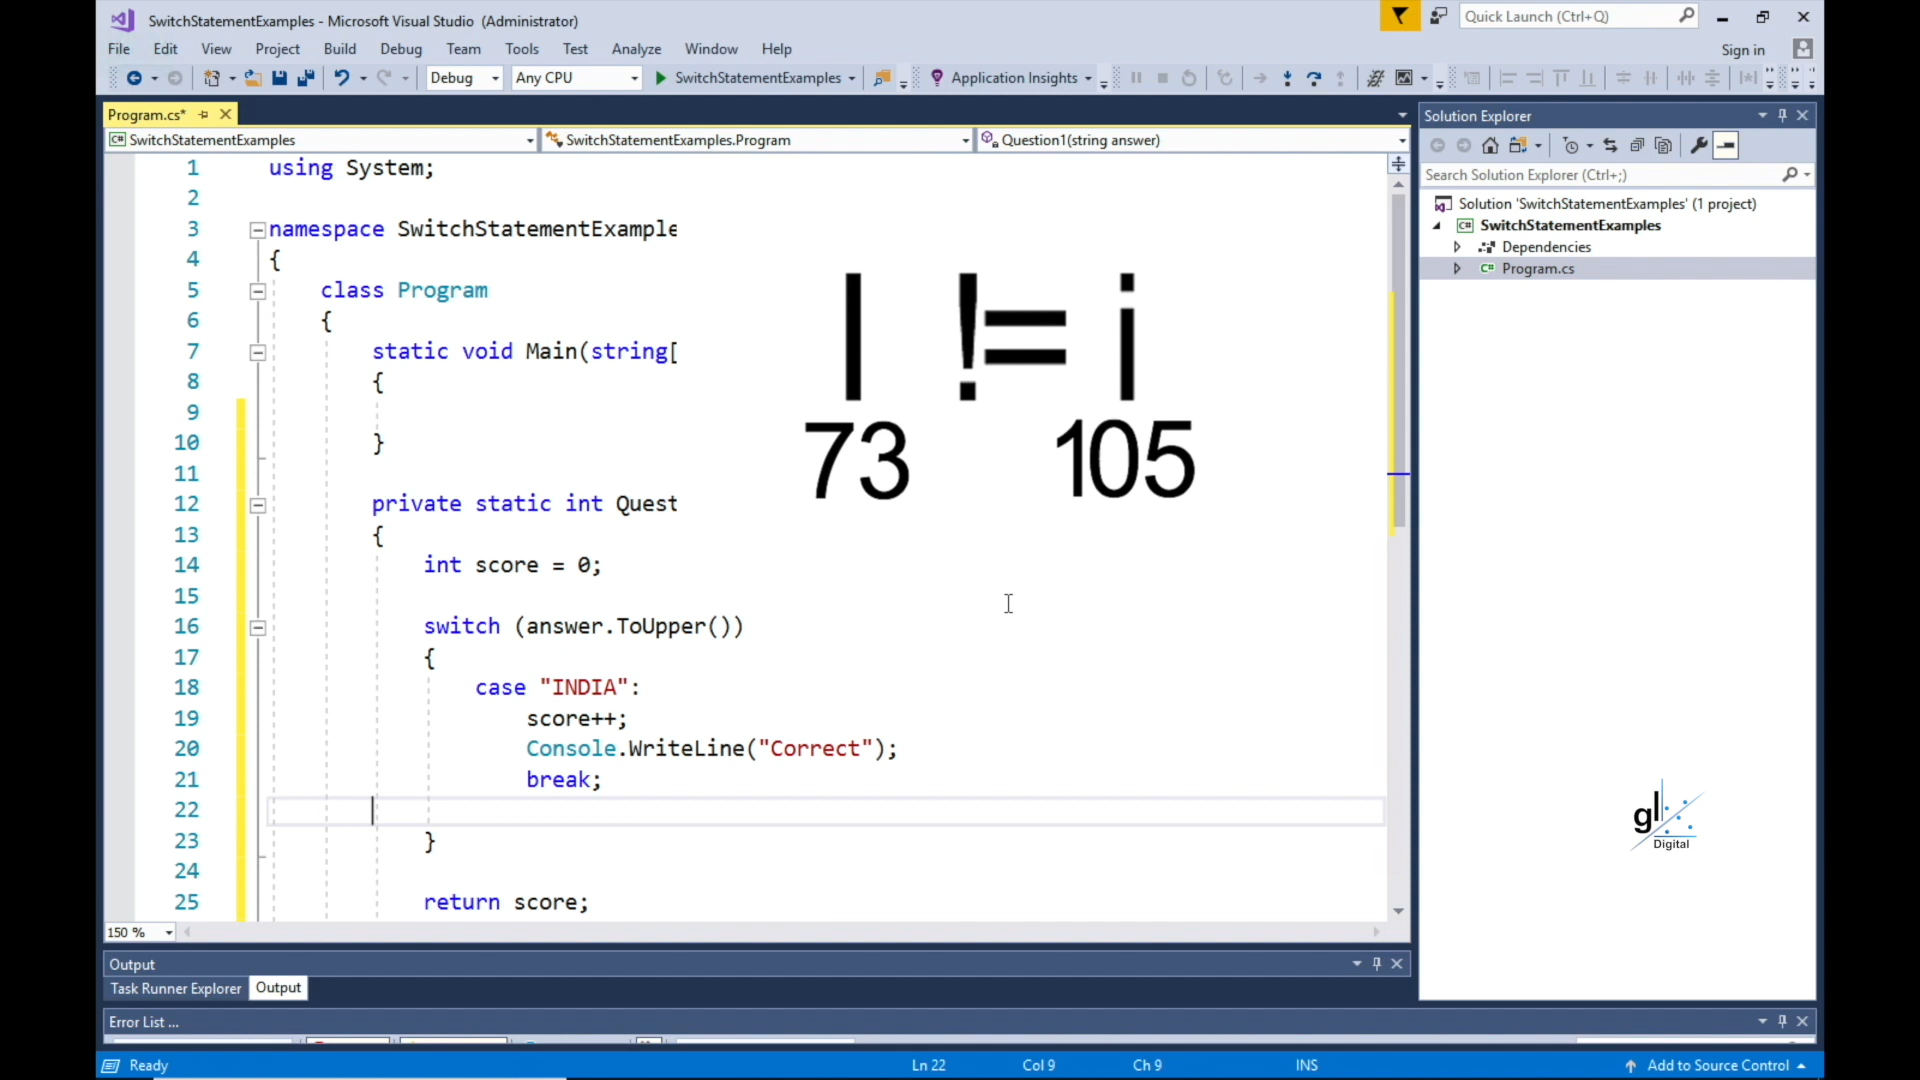 SwitchStatementExamples - Microsoft Visual Studio (Administrator)
Quick Launch (Ctrl+Q)
File Edit View Project Build Debug Team Tools Test Analyze Window Help
Sign in
Debug Any CPU SwitchStatementExamples Application Insights
Program.cs*
SwitchStatementExamples SwitchStatementExamples.Program Question1(string answer)
1 using System;
2
3 namespace SwitchStatementExample
4 {
5 class Program
6 {
7 static void Main(string[
8 {
9
10 }
11
12 private static int Quest
13 {
14 int score = 0;
15
16 switch (answer.ToUpper())
17 {
18 case "INDIA":
19 score++;
20 Console.WriteLine("Correct");
21 break;
22
23 }
24
25 return score;
I != i
73 105
150 %
Solution Explorer
Search Solution Explorer (Ctrl+;)
Solution 'SwitchStatementExamples' (1 project)
C# SwitchStatementExamples
Dependencies
C# Program.cs
gl
Digital
Output
Task Runner Explorer Output
Error List ...
Ready Ln 22 Col 9 Ch 9 INS Add to Source Control